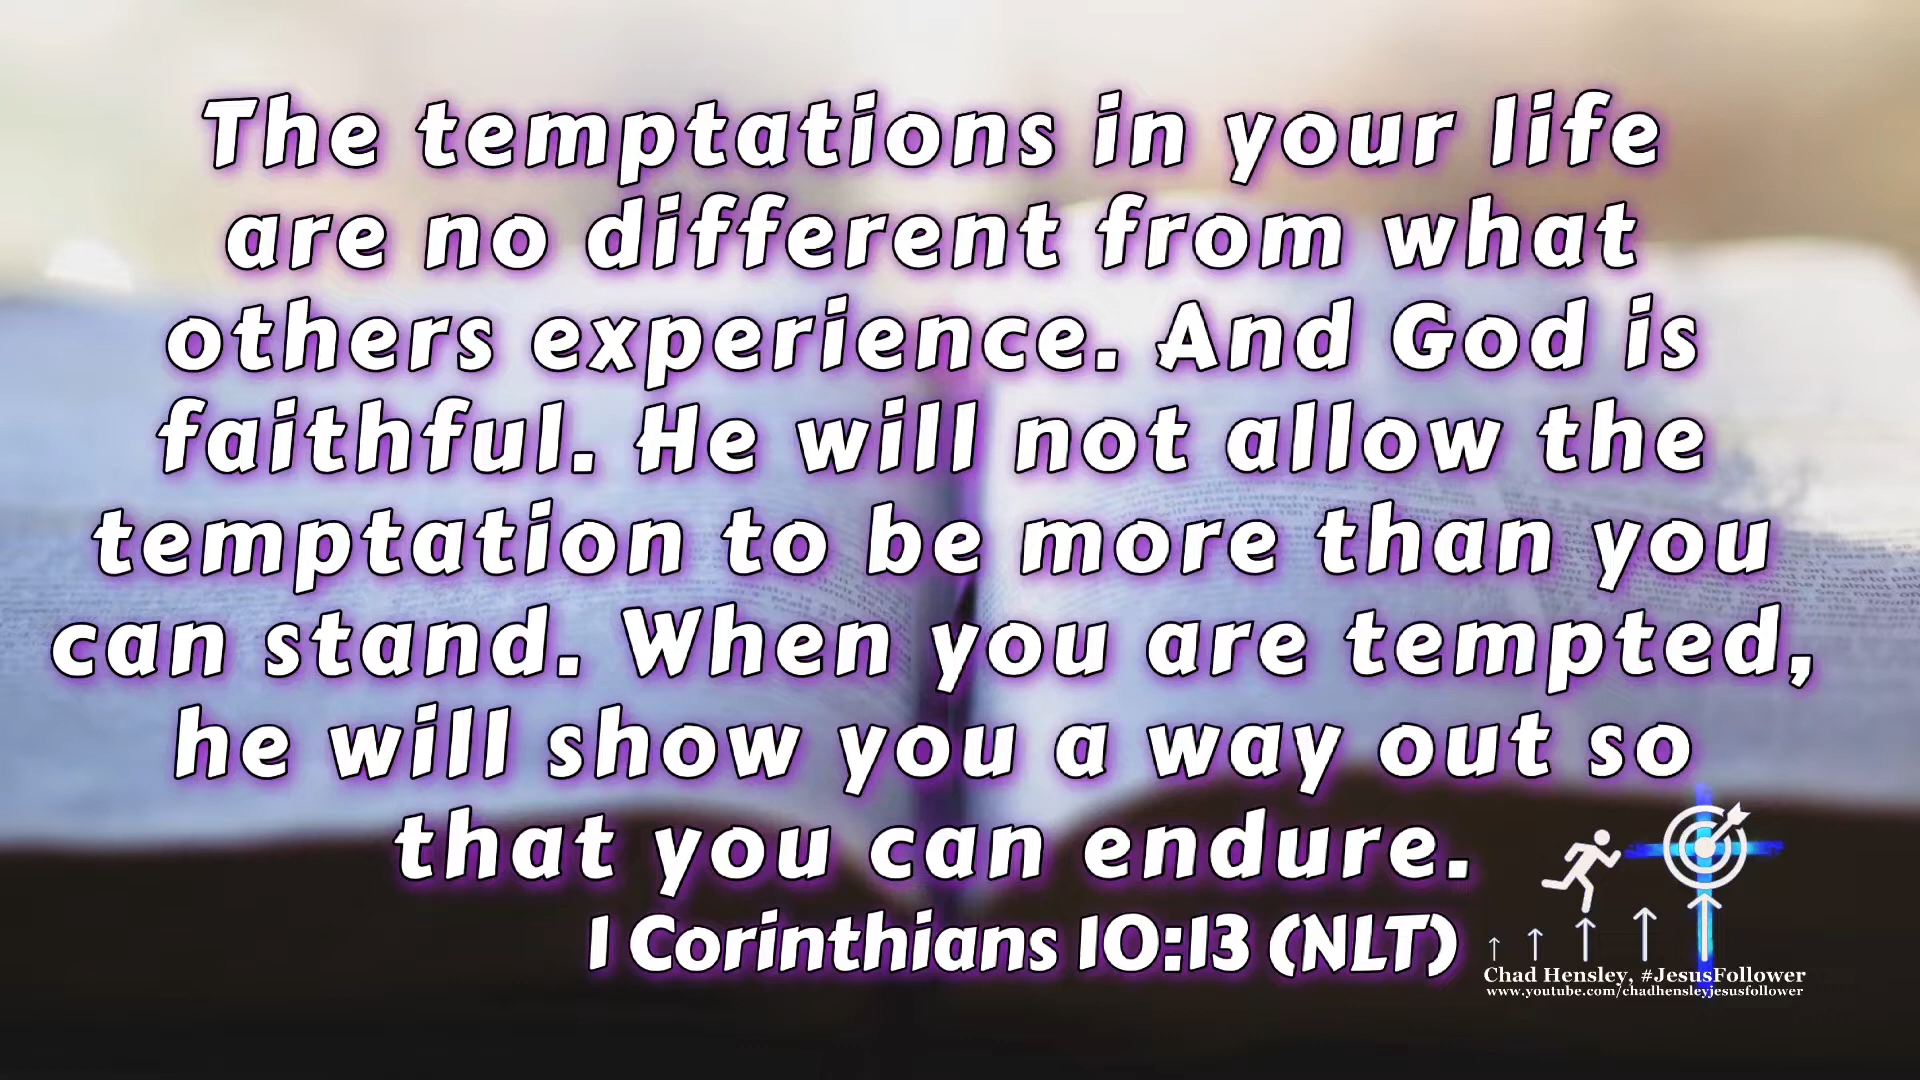 The temptations in your life
are no different from what
others experience. And God is
faithful. He will not allow the
temptation to be more than you
can stand. When you are tempted,
he will show you a way out so
that you can endure.
1 Corinthians 10:13 (NLT)
Chad Hensley, #JesusFollower
www.youtube.com/chadhensleyjesusfollower